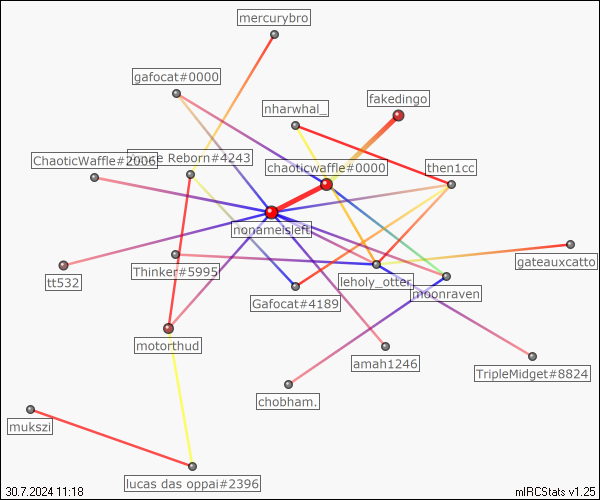 mercurybro
gafocat#0000
fakedingo
nharwhal_
ChaoticWaffle#2006
Reborn#4243
chaoticwaffle#0000
then1cc
nonameisleft
gateauxcatto
tt532
Thinker#5995
leholy_otter
moonraven
Gafocat#4189
motorthud
amah1246
TripleMidget#8824
chobham.
mukszi
lucas das oppai#2396
30.7.2024 11:18
mIRCStats v1.25